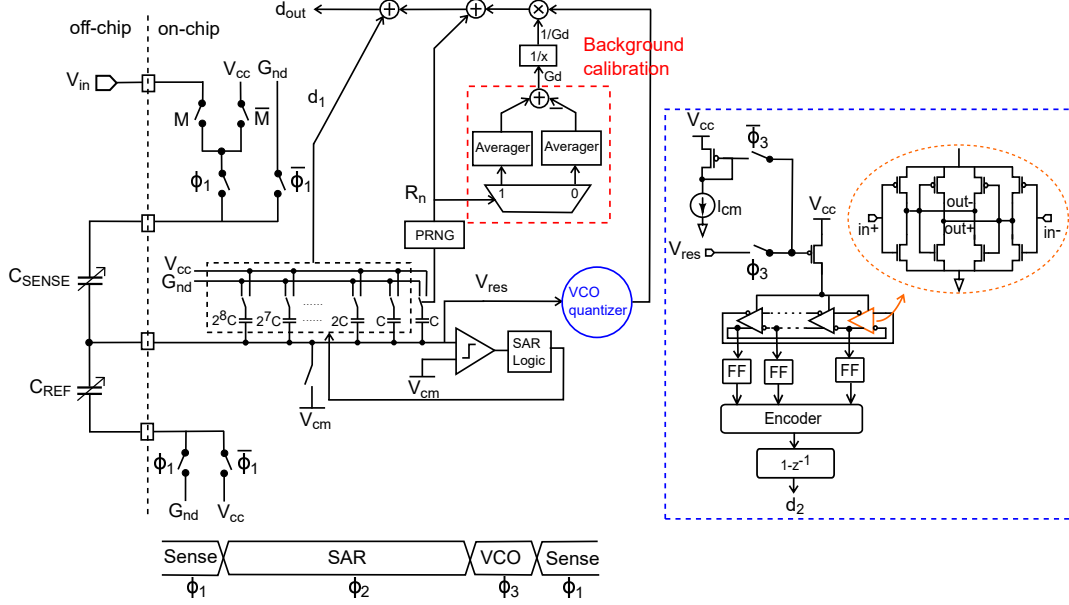 off-chip
on-chip
d_out
V_in
V_cc
G_nd
M
M̅
ϕ_1
ϕ̅_1
d_1
1/Gd
1/x
Gd
Background
calibration
Averager
Averager
1
0
R_n
PRNG
C_SENSE
V_cc
G_nd
2^8C
2^7C
......
2C
C
C
V_res
VCO
quantizer
SAR
Logic
V_cm
V_cm
C_REF
ϕ_1
ϕ̅_1
G_nd
V_cc
Sense
SAR
VCO
Sense
ϕ_1
ϕ_2
ϕ_3
ϕ_1
V_cc
ϕ̅_3
I_cm
V_cc
V_res
ϕ_3
in+
out-
out+
in-
FF
FF
FF
Encoder
1-z^-1
d_2